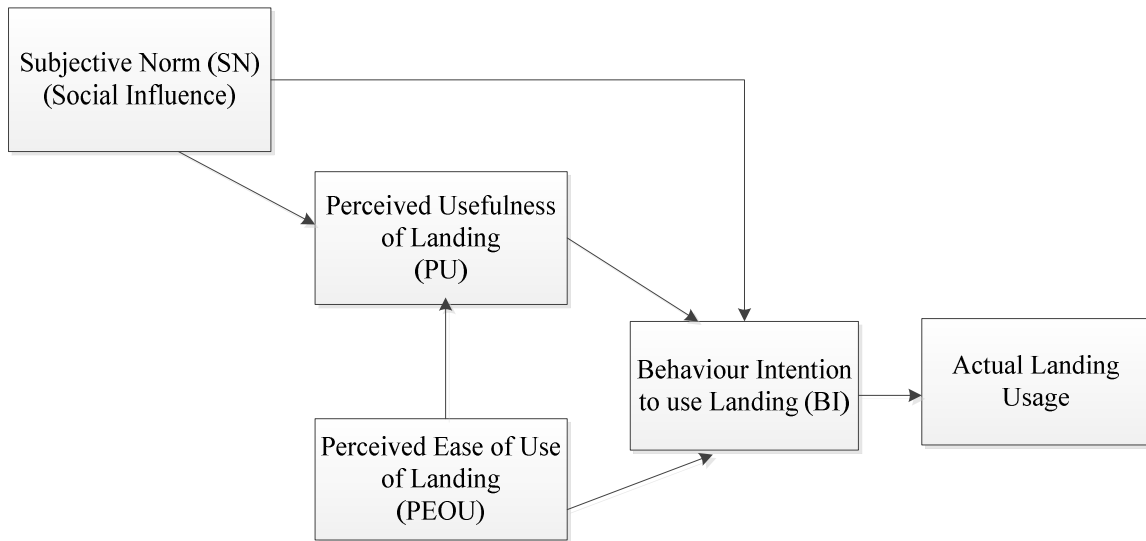 Subjective Norm (SN)
(Social Influence)
Perceived Usefulness
of Landing
(PU)
Behaviour Intention
to use Landing (BI)
Actual Landing
Usage
Perceived Ease of Use
of Landing
(PEOU)